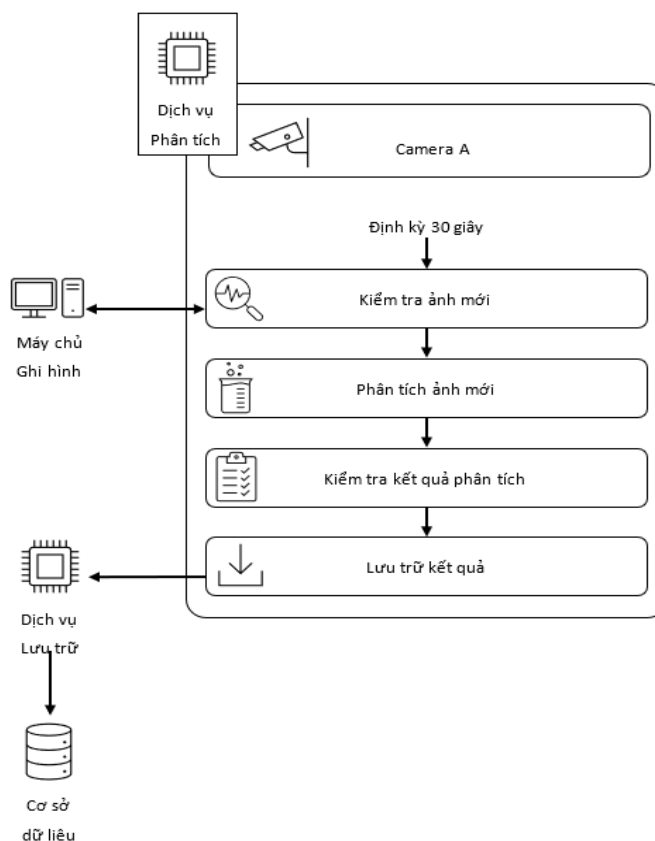 Dịch vụ
Phân tích
Camera A
Định kỳ 30 giây
Kiểm tra ảnh mới
Máy chủ
Ghi hình
Phân tích ảnh mới
Kiểm tra kết quả phân tích
Lưu trữ kết quả
Dịch vụ
Lưu trữ
Cơ sở
dữ liệu